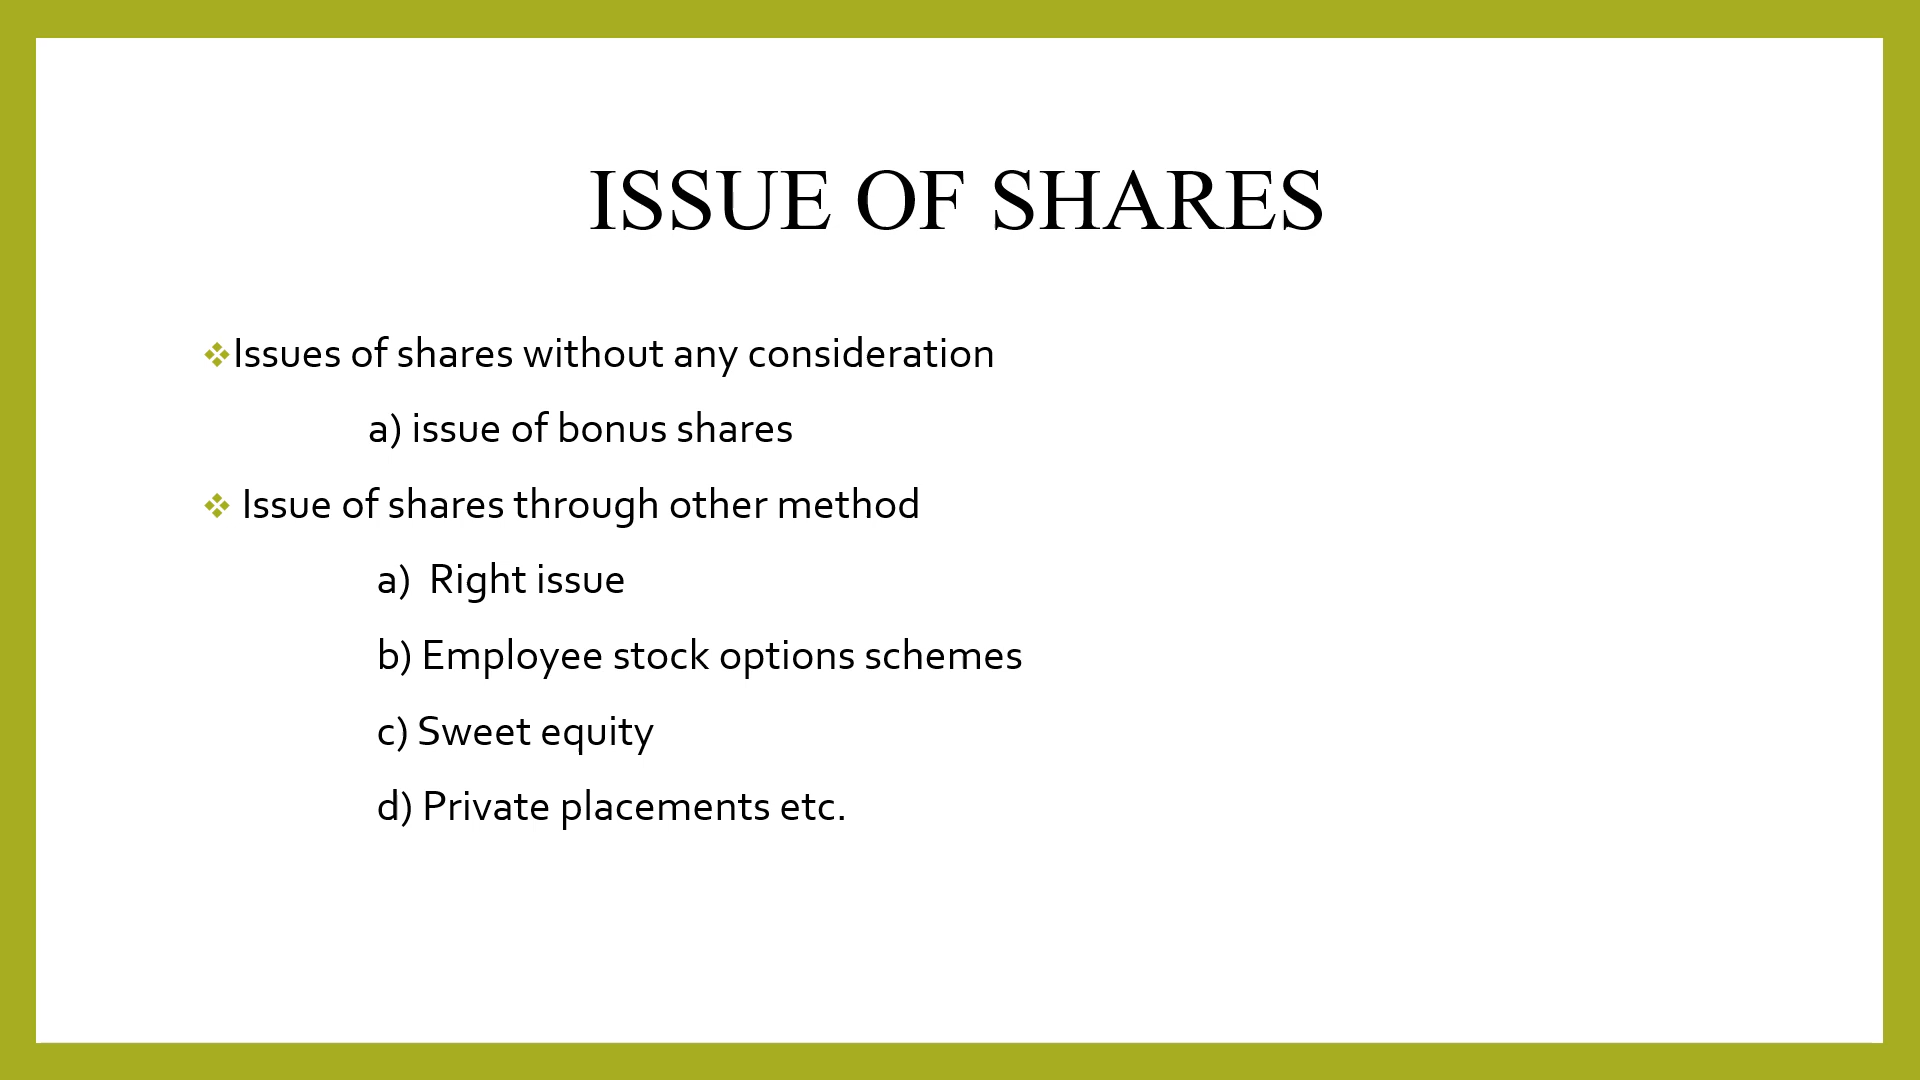 ISSUE OF SHARES
❖Issues of shares without any consideration
a) issue of bonus shares
❖ Issue of shares through other method
a) Right issue
b) Employee stock options schemes
c) Sweet equity
d) Private placements etc.